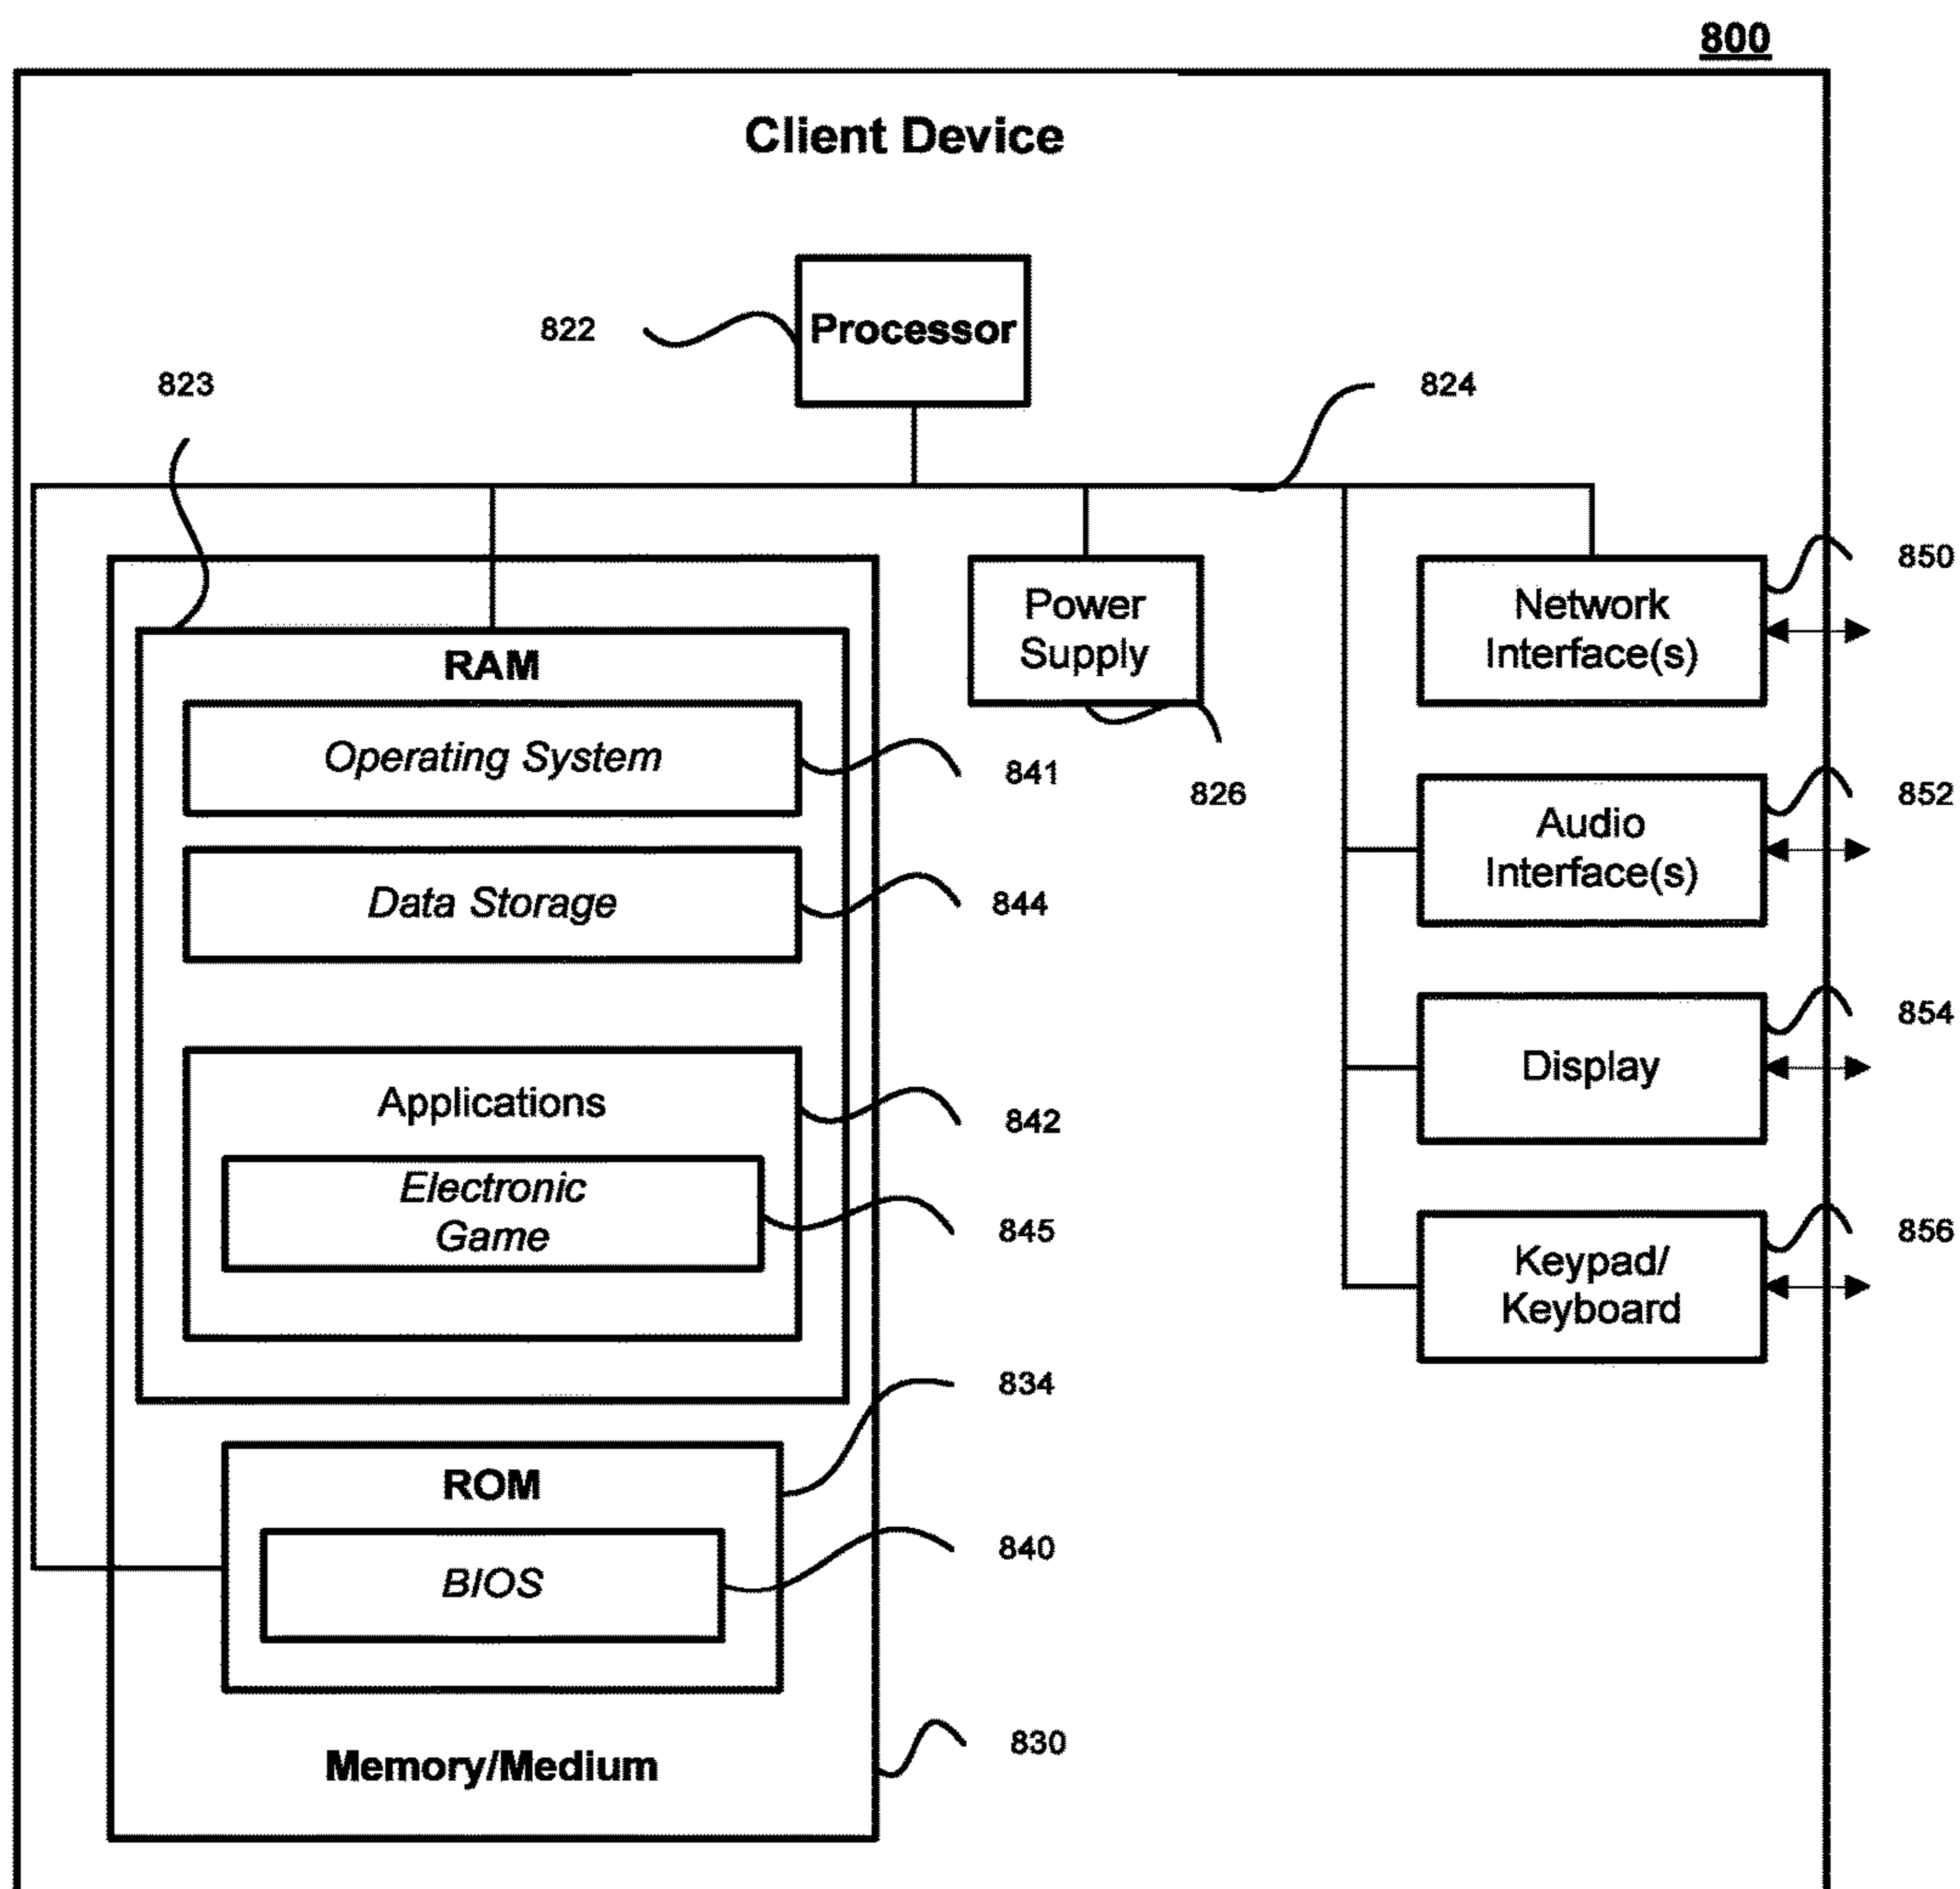 800
Client Device
822
Processor
823
824
850
Network
Interface(s)
Power
Supply
826
RAM
Operating System
841
852
Audio
Interface(s)
Data Storage
844
854
Display
Applications
842
Electronic
Game
845
856
Keypad/
Keyboard
834
ROM
840
BIOS
830
Memory/Medium